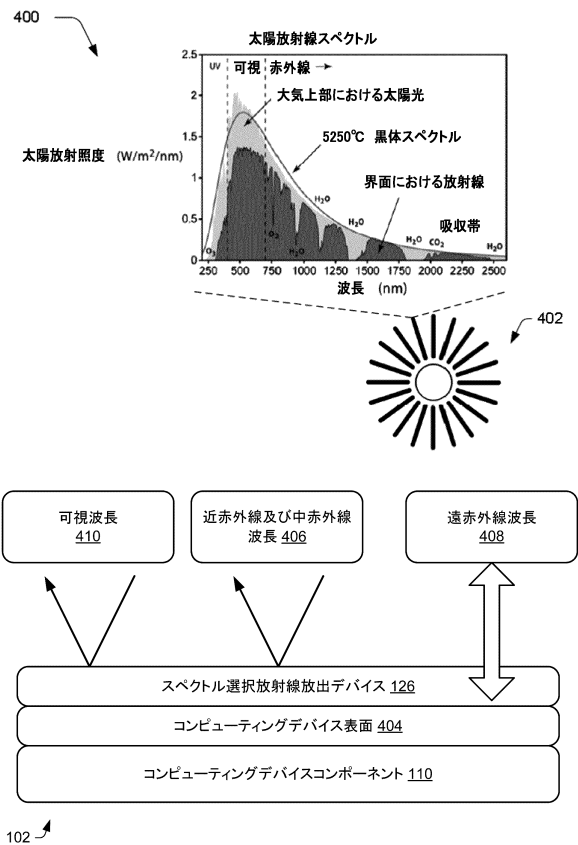 400
太陽放射線スペクトル
UV 可視 赤外線 →
大気上部における太陽光
5250℃ 黒体スペクトル
太陽放射照度 (W/m²/nm)
界面における放射線
吸収帯
2.5
2
1.5
1
0.5
0
O₃
O₂
H₂O
H₂O
H₂O
H₂O
CO₂
H₂O
250 500 750 1000 1250 1500 1750 2000 2250 2500
波長 (nm)
402
可視波長
410
近赤外線及び中赤外線
波長 406
遠赤外線波長
408
スペクトル選択放射線放出デバイス 126
コンピューティングデバイス表面 404
コンピューティングデバイスコンポーネント 110
102